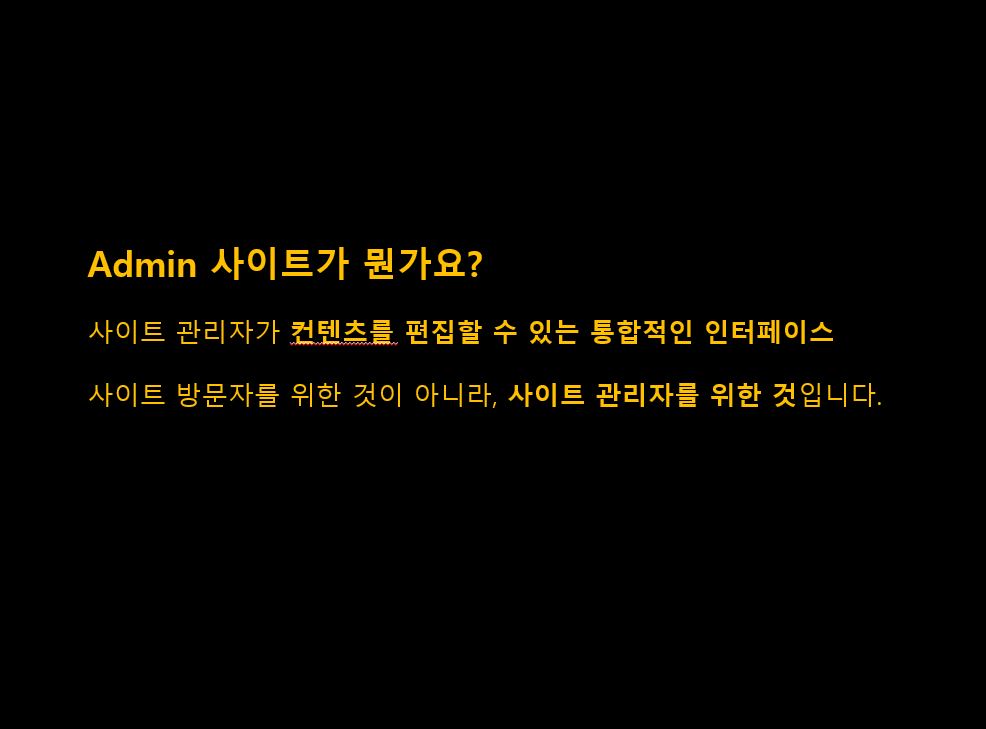 Admin 사이트가 뭔가요?
사이트 관리자가 컨텐츠를 편집할 수 있는 통합적인 인터페이스
사이트 방문자를 위한 것이 아니라, 사이트 관리자를 위한 것입니다.